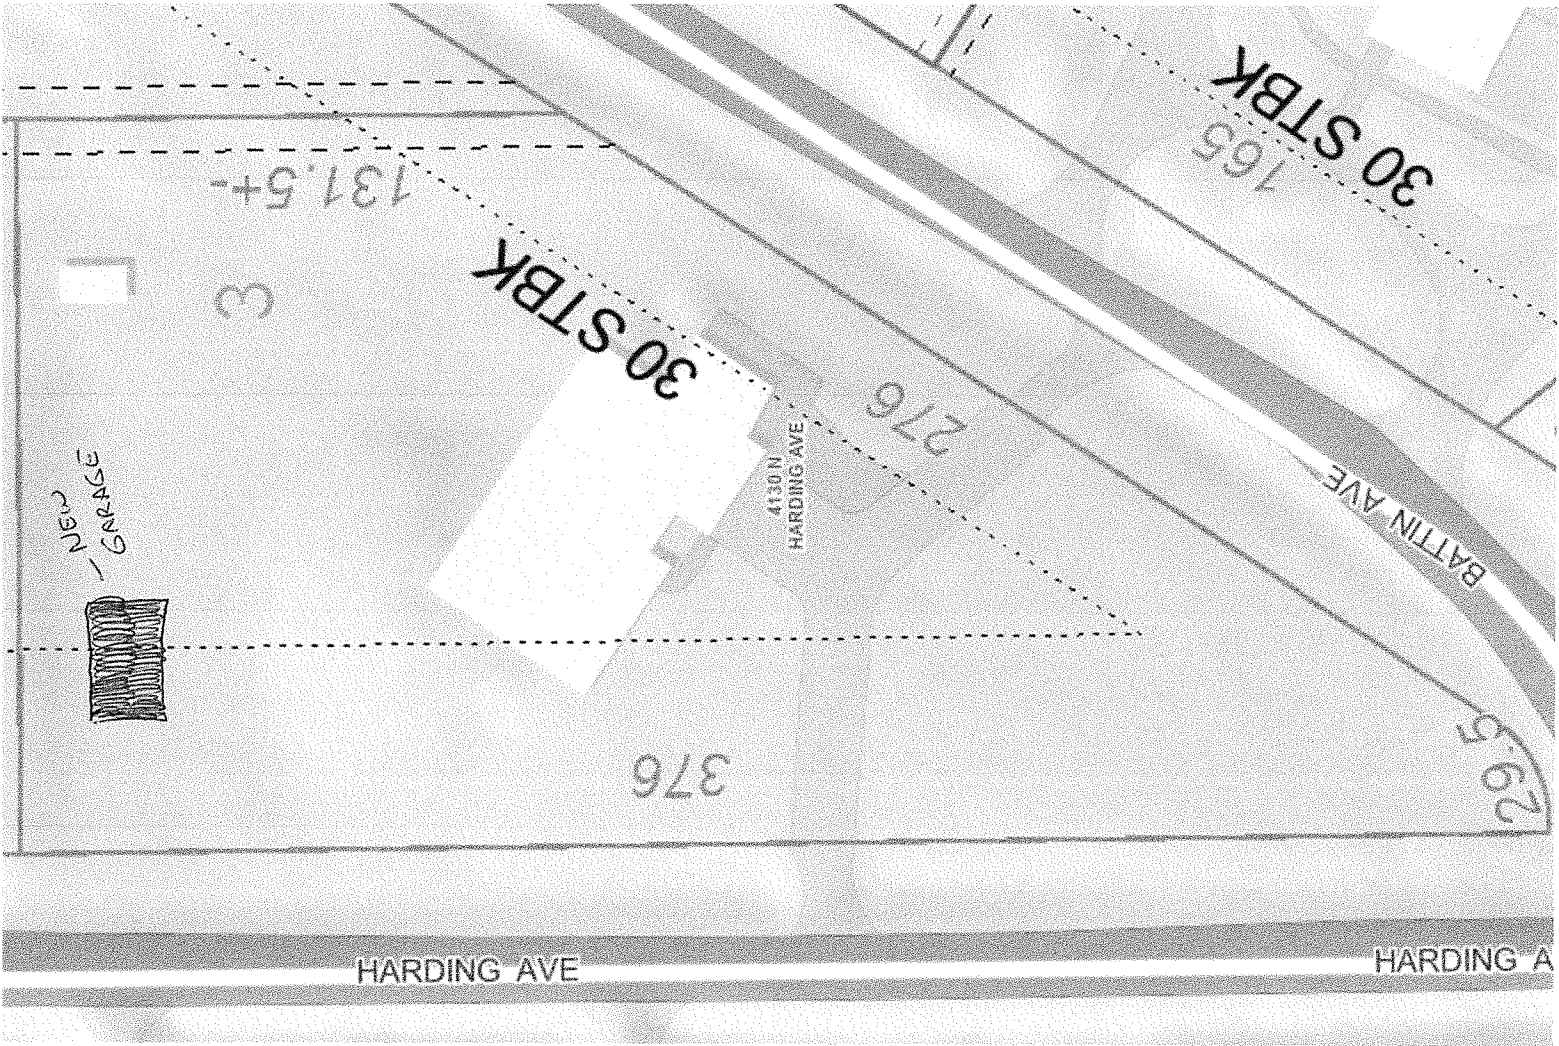 30 STBK
165
131.5+-
30 STBK
3
276
NEW
GARAGE
4130 N
HARDING AVE
BATTIN AVE
376
29.5
HARDING AVE
HARDING A